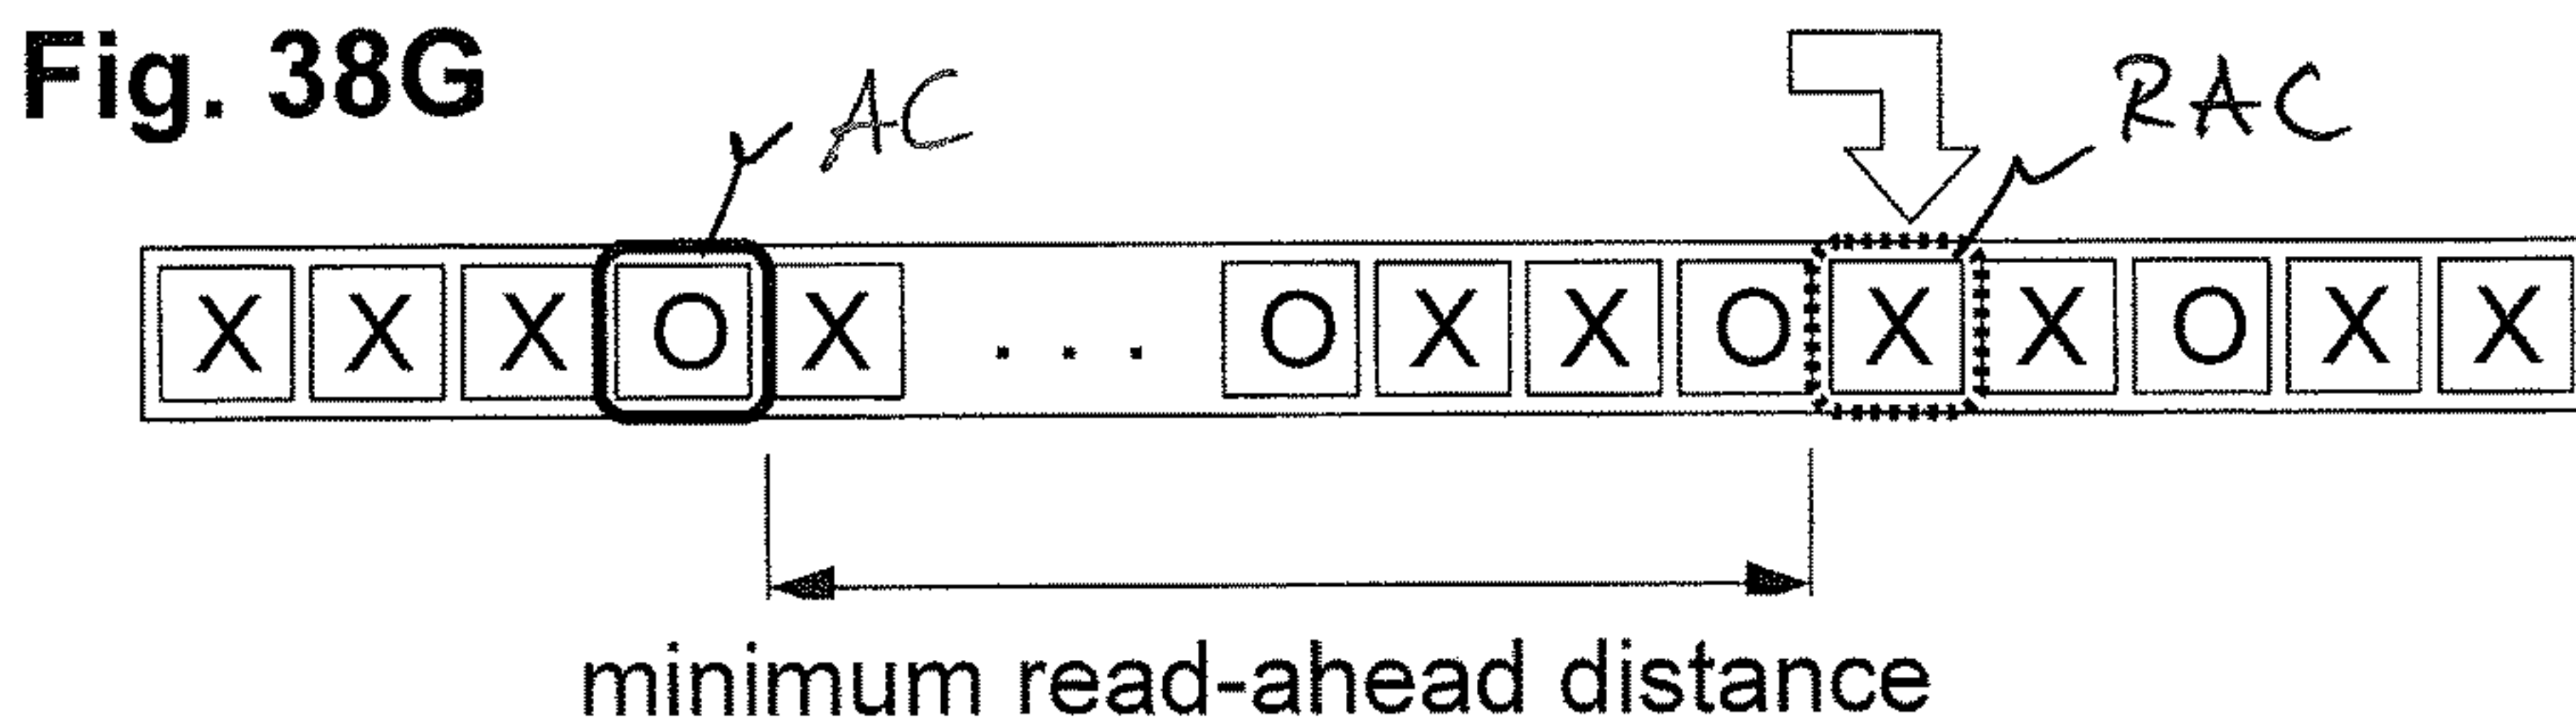 Fig. 38G
AC
RAC
X X X O X . . . O X X O X X O X X
minimum read-ahead distance